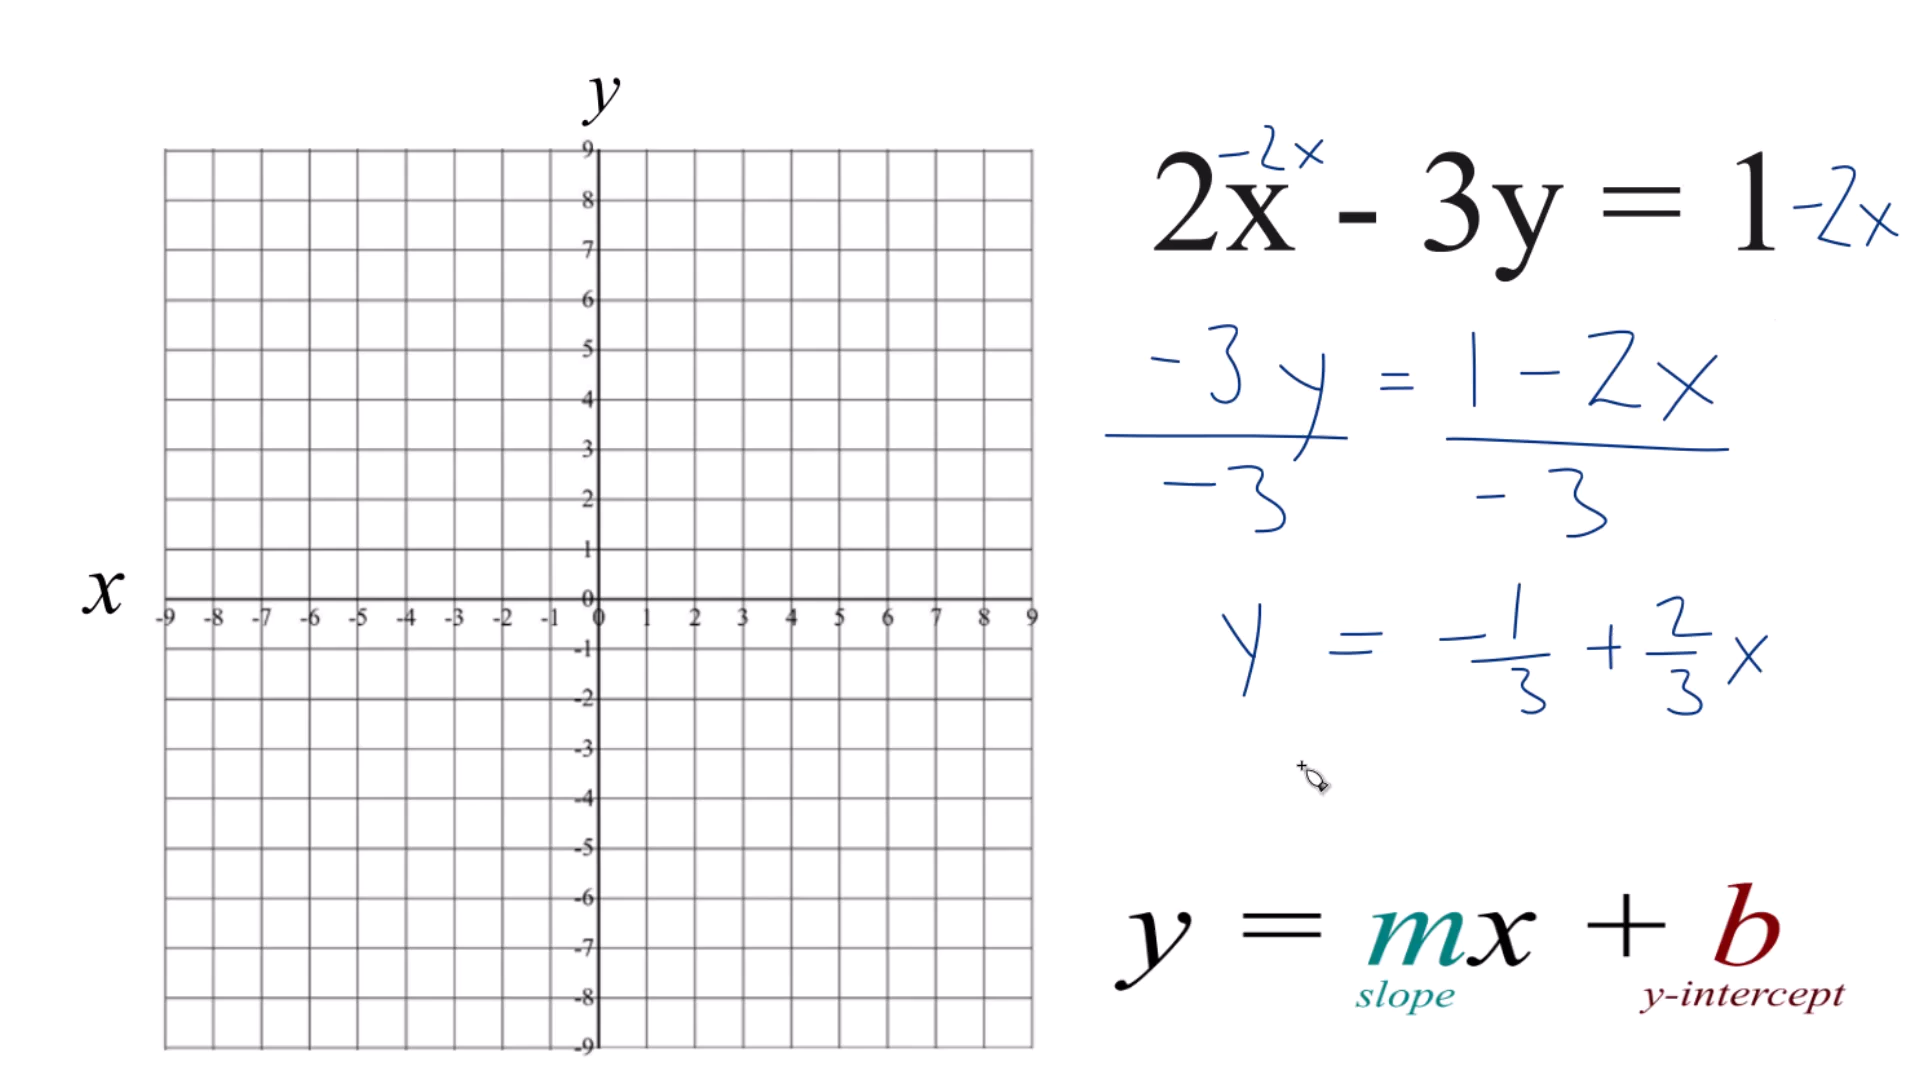 y
9
8
7
6
5
4
3
2
1
0
x
-9 -8 -7 -6 -5 -4 -3 -2 -1 0 1 2 3 4 5 6 7 8 9
-1
-2
-3
-4
-5
-6
-7
-8
-9
-2x
2x - 3y = 1 -2x
-3y = 1 - 2x
-3 -3
y = -1/3 + 2/3 x
y = mx + b
slope y-intercept